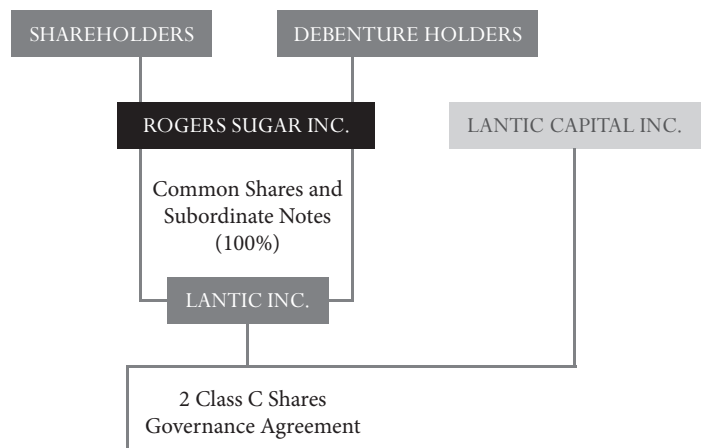 SHAREHOLDERS
DEBENTURE HOLDERS
ROGERS SUGAR INC.
LANTIC CAPITAL INC.
Common Shares and
Subordinate Notes
(100%)
LANTIC INC.
2 Class C Shares
Governance Agreement